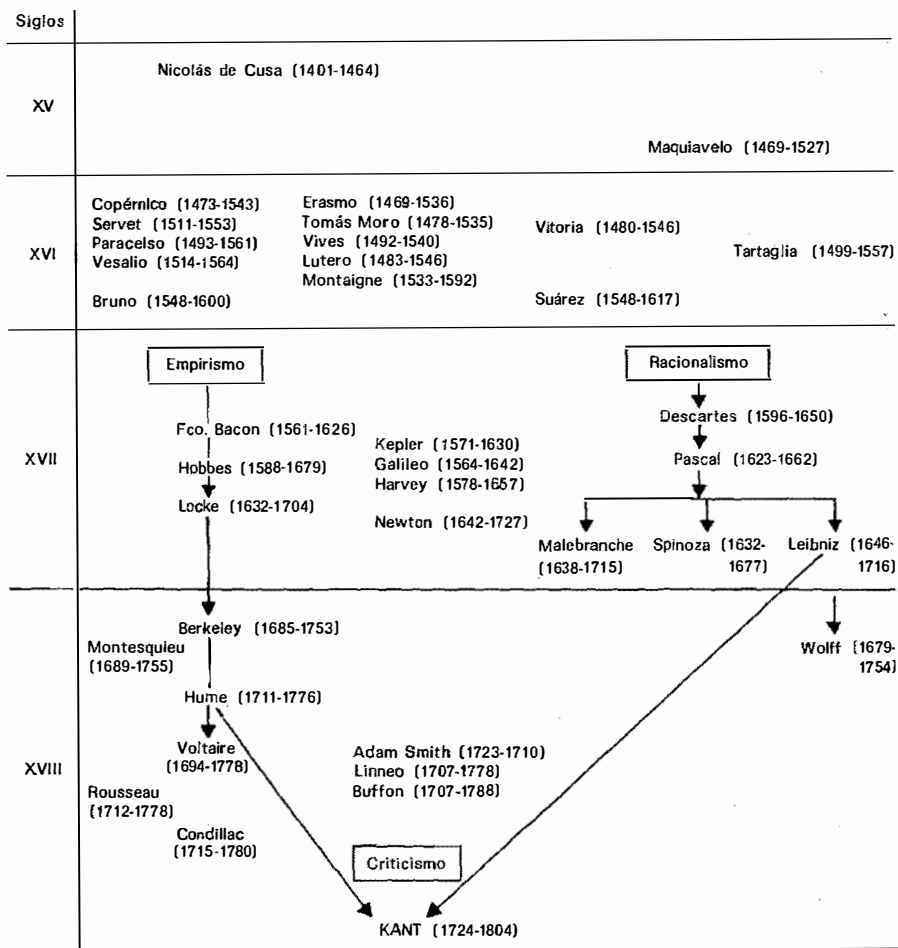 Siglos
Nicolás de Cusa (1401-1464)
XV
Maquiavelo (1469-1527)
XVI
Copérnico (1473-1543)
Servet (1511-1553)
Paracelso (1493-1561)
Vesalio (1514-1564)
Bruno (1548-1600)
Erasmo (1469-1536)
Tomás Moro (1478-1535)
Vives (1492-1540)
Lutero (1483-1546)
Montaigne (1533-1592)
Vitoria (1480-1546)
Suárez (1548-1617)
Tartaglia (1499-1557)
XVII
Empirismo
Fco. Bacon (1561-1626)
Hobbes (1588-1679)
Locke (1632-1704)
Kepler (1571-1630)
Galileo (1564-1642)
Harvey (1578-1657)
Newton (1642-1727)
Racionalismo
Descartes (1596-1650)
Pascal (1623-1662)
Malebranche
(1638-1715)
Spinoza (1632-
1677)
Leibniz (1646-
1716)
XVIII
Berkeley (1685-1753)
Montesquieu
(1689-1755)
Hume (1711-1776)
Voltaire
(1694-1778)
Rousseau
(1712-1778)
Condillac
(1715-1780)
Adam Smith (1723-1710)
Linneo (1707-1778)
Buffon (1707-1788)
Wolff (1679-
1754)
Criticismo
KANT (1724-1804)